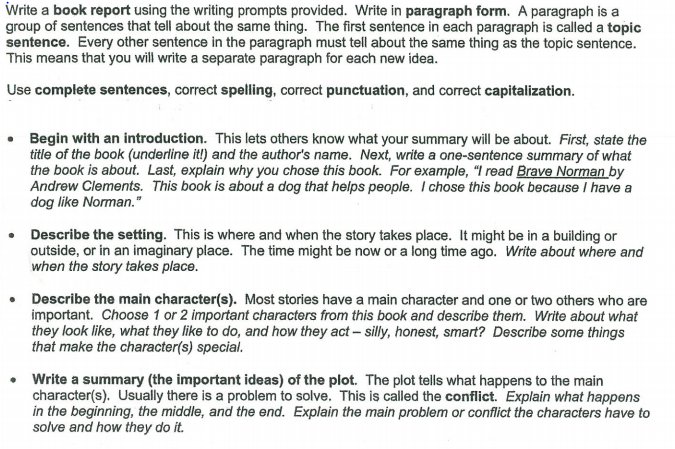 Write a book report using the writing prompts provided. Write in paragraph form. A paragraph is a
group of sentences that tell about the same thing. The first sentence in each paragraph is called a topic
sentence. Every other sentence in the paragraph must tell about the same thing as the topic sentence.
This means that you will write a separate paragraph for each new idea.
Use complete sentences, correct spelling, correct punctuation, and correct capitalization.
• Begin with an introduction. This lets others know what your summary will be about. First, state the
title of the book (underline it!) and the author's name. Next, write a one-sentence summary of what
the book is about. Last, explain why you chose this book. For example, "I read Brave Norman by
Andrew Clements. This book is about a dog that helps people. I chose this book because I have a
dog like Norman."
• Describe the setting. This is where and when the story takes place. It might be in a building or
outside, or in an imaginary place. The time might be now or a long time ago. Write about where and
when the story takes place.
• Describe the main character(s). Most stories have a main character and one or two others who are
important. Choose 1 or 2 important characters from this book and describe them. Write about what
they look like, what they like to do, and how they act – silly, honest, smart? Describe some things
that make the character(s) special.
• Write a summary (the important ideas) of the plot. The plot tells what happens to the main
character(s). Usually there is a problem to solve. This is called the conflict. Explain what happens
in the beginning, the middle, and the end. Explain the main problem or conflict the characters have to
solve and how they do it.